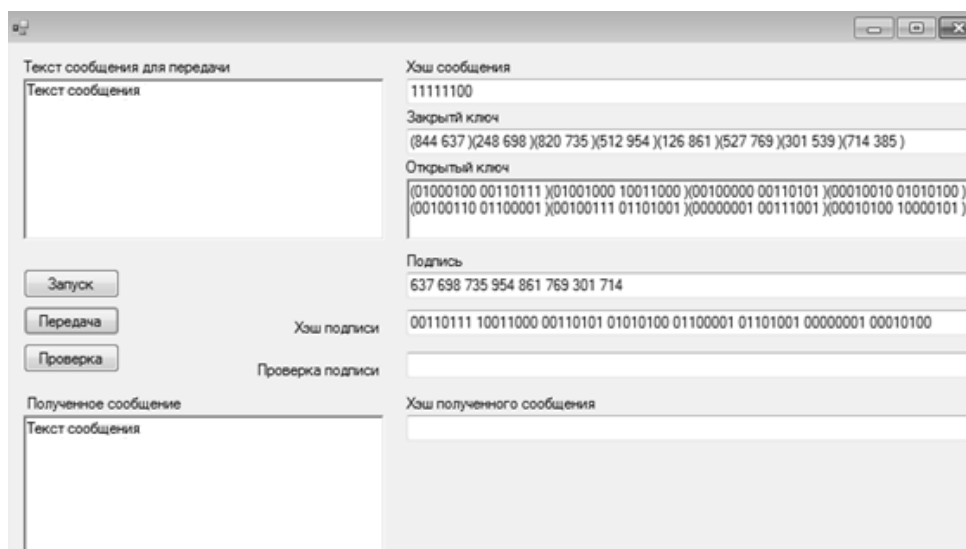 Текст сообщения для передачи
Текст сообщения
Хэш сообщения
11111100
Закрытй ключ
(844 637 )(248 698 )(820 735 )(512 954 )(126 861 )(527 769 )(301 539 )(714 385 )
Открытый ключ
(01000100 00110111 )(01001000 10011000 )(00100000 00110101 )(00010010 01010100 )
(00100110 01100001 )(00100111 01101001 )(00000001 00111001 )(00010100 10000101 )
Подпись
637 698 735 954 861 769 301 714
Запуск
Передача
Хэш подписи
00110111 10011000 00110101 01010100 01100001 01101001 00000001 00010100
Проверка
Проверка подписи
Полученное сообщение
Текст сообщения
Хэш полученного сообщения